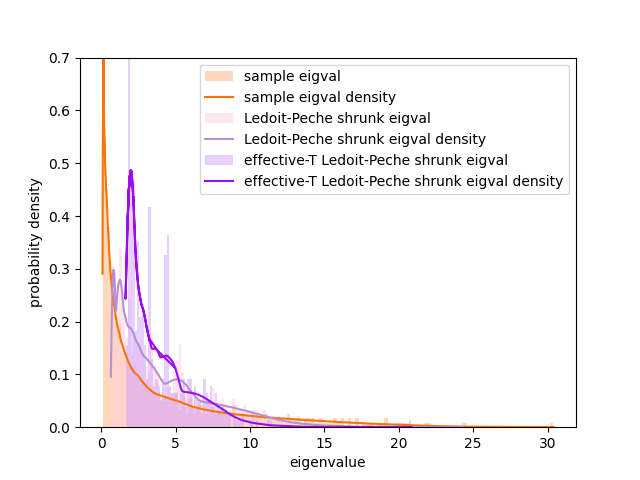 0.7
0.6
0.5
0.4
0.3
0.2
0.1
0.0
probability density
sample eigval
sample eigval density
Ledoit-Peche shrunk eigval
Ledoit-Peche shrunk eigval density
effective-T Ledoit-Peche shrunk eigval
effective-T Ledoit-Peche shrunk eigval density
0 5 10 15 20 25 30
eigenvalue